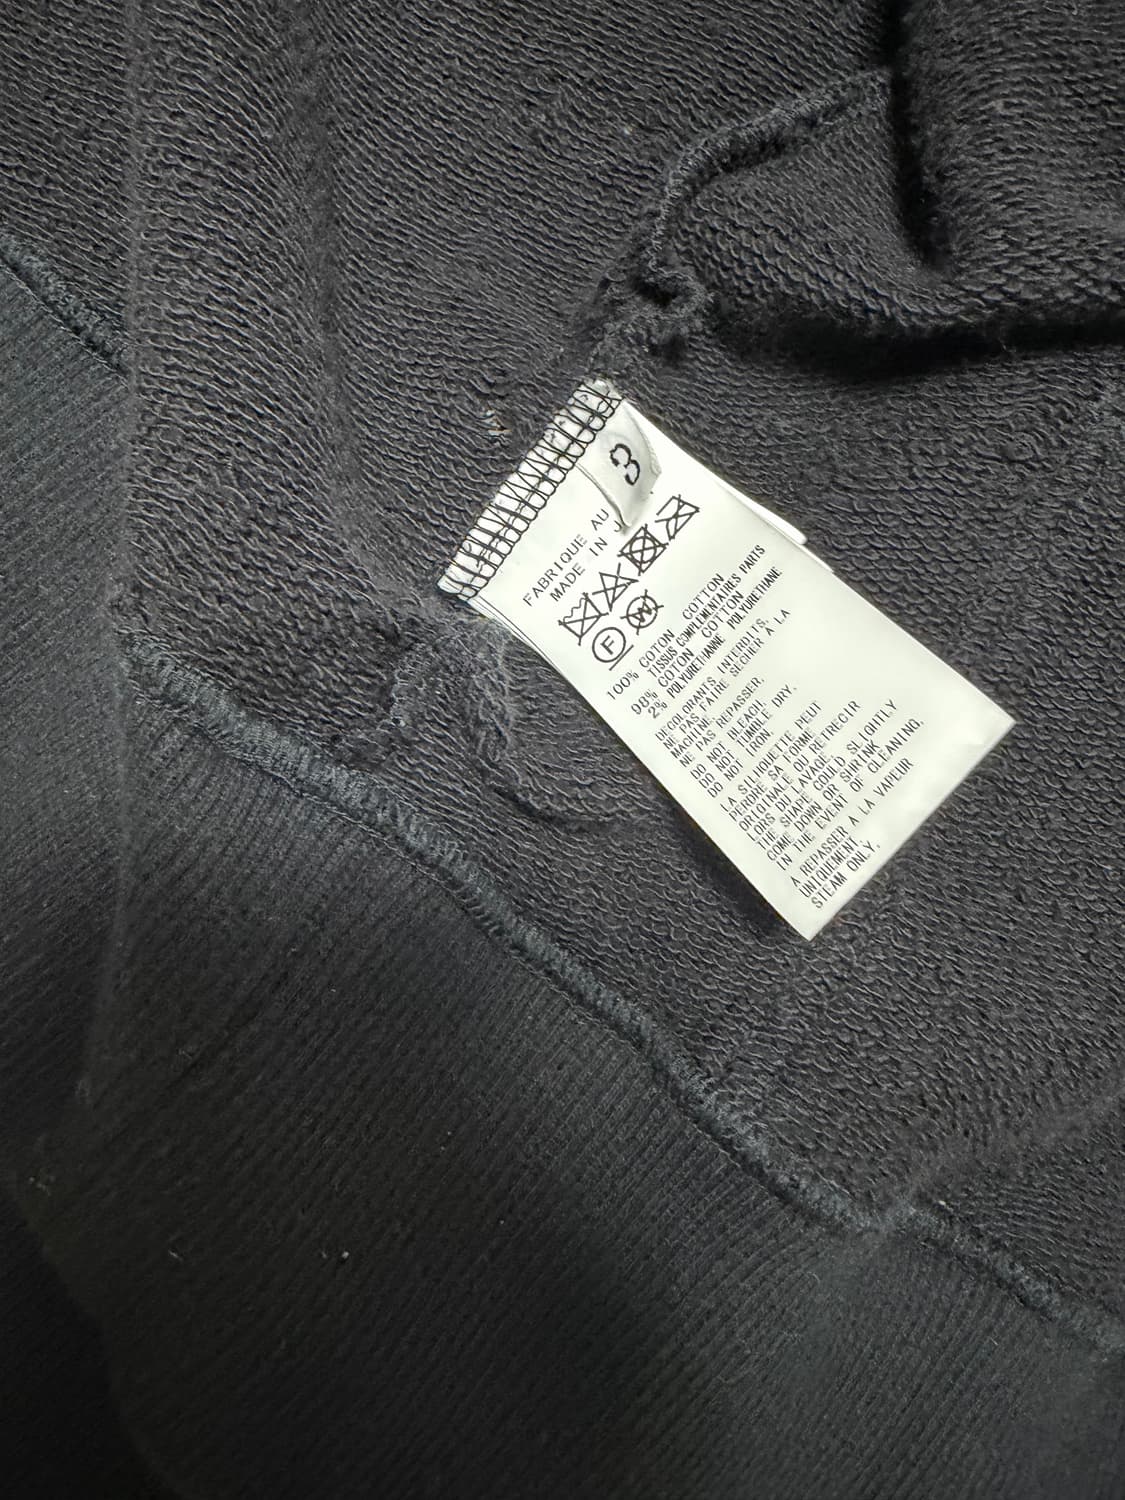 3
FABRIQUE AU
MADE IN J
F
W
100% COTON COTTON
TISSUS COMPLEMENTAIRES PARTS
98% COTON COTTON
2% POLYURETHANNE POLYURETHANE
DECOLORANTS INTERDITS.
NE PAS FAIRE SECHER A LA
MACHINE
NE PAS REPASSER.
DO NOT BLEACH.
DO NOT TUMBLE DRY.
DO NOT IRON
LA SILHOUETTE PEUT
PERDRE SA FORME
ORIGINALE OU RETRECIR
LORS DU LAVAGE.
THE SHAPE COULD SLIGHTLY
COME DOWN OR SHRINK
IN THE EVENT OF CLEANING.
A REPASSER A LA VAPEUR
UNIQUEMENT.
STEAM ONLY.